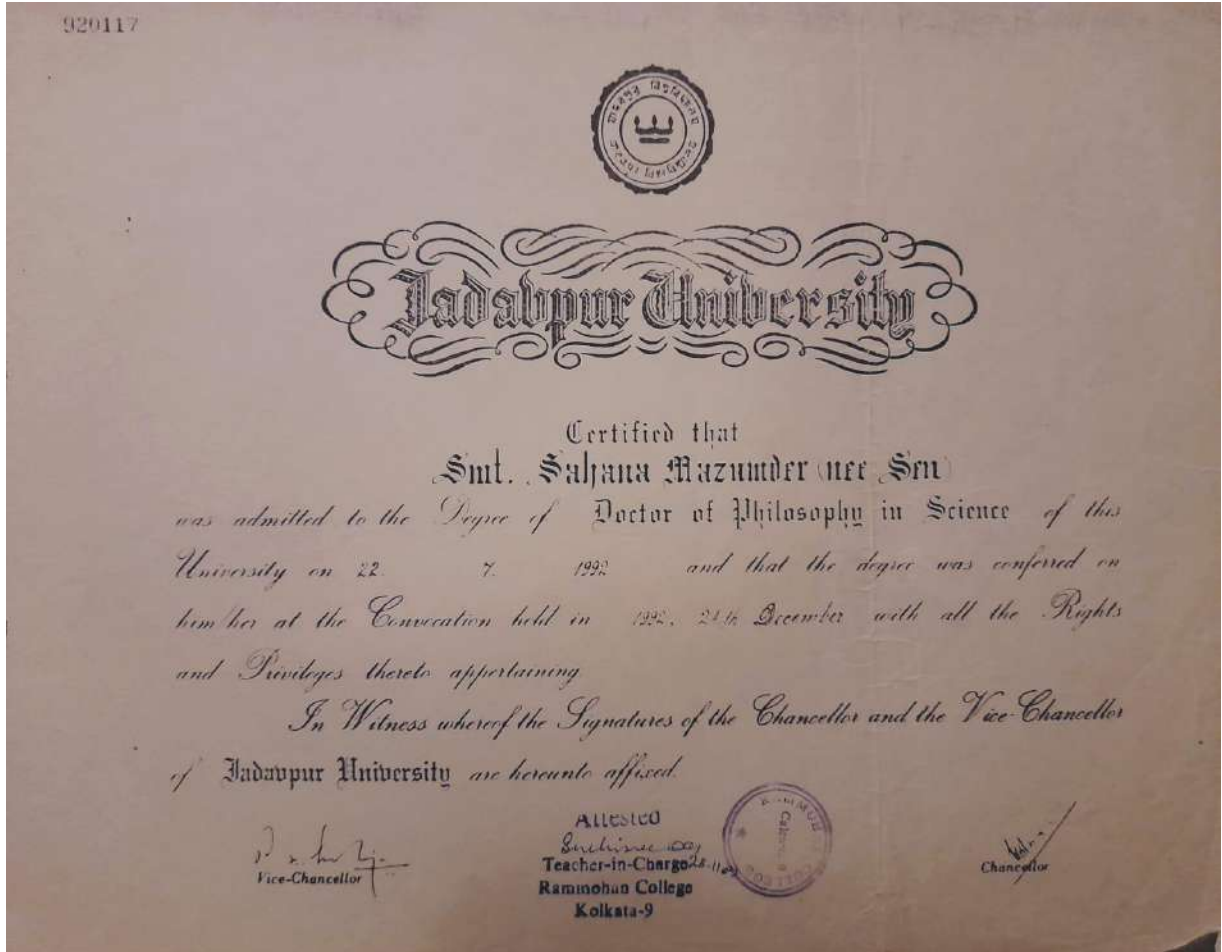 920117
যাদবপুর বিশ্ববিদ্যালয়
Jadavpur University
Certified that
Smt. Sahana Mazumder (nee Sen)
was admitted to the Degree of Doctor of Philosophy in Science of this
University on 22. 7. 1992 and that the degree was conferred on
him/her at the Convocation held in 1992, 24th December with all the Rights
and Privileges thereto appertaining.
In Witness whereof the Signatures of the Chancellor and the Vice-Chancellor
of Jadavpur University are hereunto affixed.
Attested
Vice-Chancellor
Teacher-in-Charge
Chancellor
Rammohan College
Kolkata-9